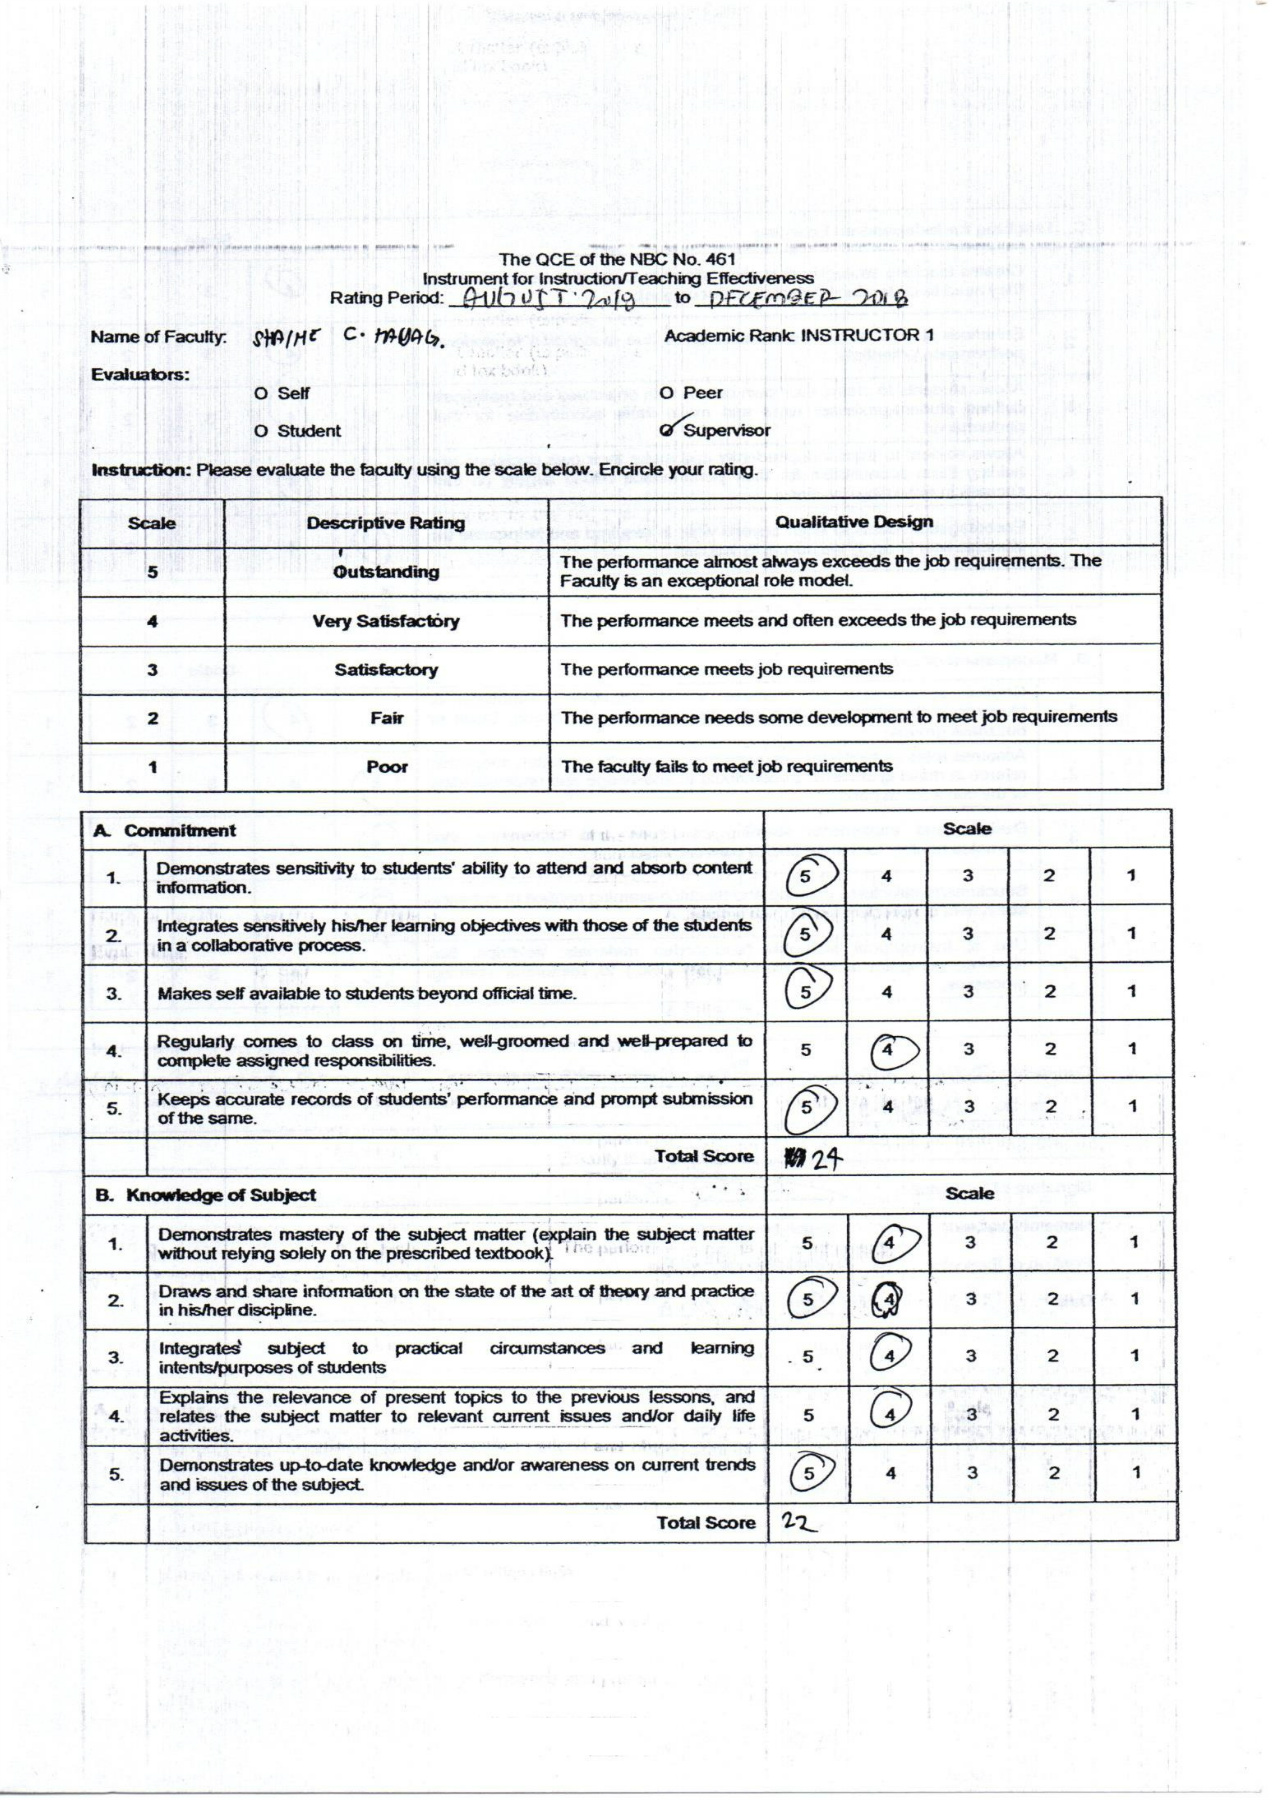 The QCE of the NBC No. 461
Instrument for Instruction/Teaching Effectiveness
Rating Period: AUGUST 2018 to DECEMBER 2018
Name of Faculty: C. Academic Rank: INSTRUCTOR 1
Evaluators:
O Self O Peer
O Student O Supervisor
Instruction: Please evaluate the faculty using the scale below. Encircle your rating.
Scale Descriptive Rating Qualitative Design
5 Outstanding The performance almost always exceeds the job requirements. The
Faculty is an exceptional role model.
4 Very Satisfactory The performance meets and often exceeds the job requirements
3 Satisfactory The performance meets job requirements
2 Fair The performance needs some development to meet job requirements
1 Poor The faculty fails to meet job requirements
A. Commitment Scale
1. Demonstrates sensitivity to students' ability to attend and absorb content 5 4 3 2 1
information.
2. Integrates sensitively his/her learning objectives with those of the students 5 4 3 2 1
in a collaborative process.
3. Makes self available to students beyond official time. 5 4 3 2 1
4. Regularly comes to class on time, well-groomed and well-prepared to 5 4 3 2 1
complete assigned responsibilities.
5. Keeps accurate records of students' performance and prompt submission 5 4 3 2 1
of the same.
Total Score 24
B. Knowledge of Subject Scale
1. Demonstrates mastery of the subject matter (explain the subject matter 5 4 3 2 1
without relying solely on the prescribed textbook).
2. Draws and share information on the state of the art of theory and practice 5 4 3 2 1
in his/her discipline.
3. Integrates subject to practical circumstances and learning 5 4 3 2 1
intents/purposes of students
4. Explains the relevance of present topics to the previous lessons, and 5 4 3 2 1
relates the subject matter to relevant current issues and/or daily life
activities.
5. Demonstrates up-to-date knowledge and/or awareness on current trends 5 4 3 2 1
and issues of the subject.
Total Score 22